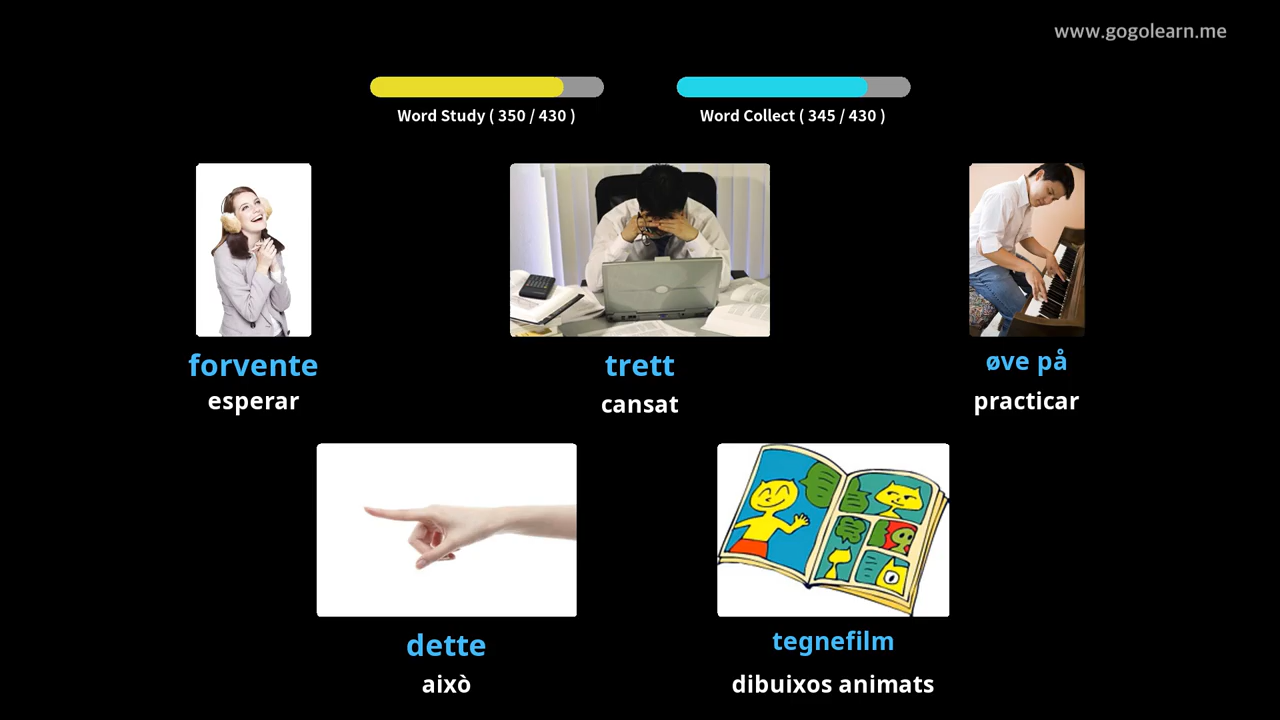 www.gogolearn.me
Word Study ( 350 / 430 )
Word Collect ( 345 / 430 )
forvente
esperar
trett
cansat
øve på
practicar
dette
això
tegnefilm
dibuixos animats